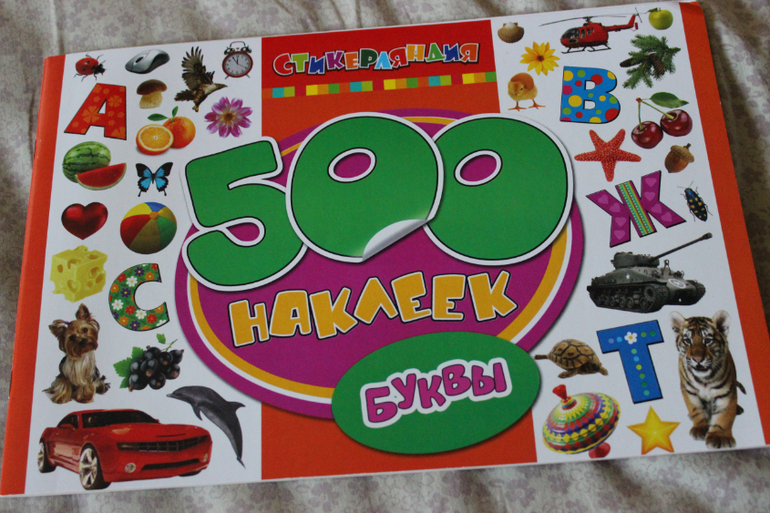 СТИКЕРЛЯНДИЯ
500
НАКЛЕЕК
БУКВЫ
А
С
В
Ж
Т